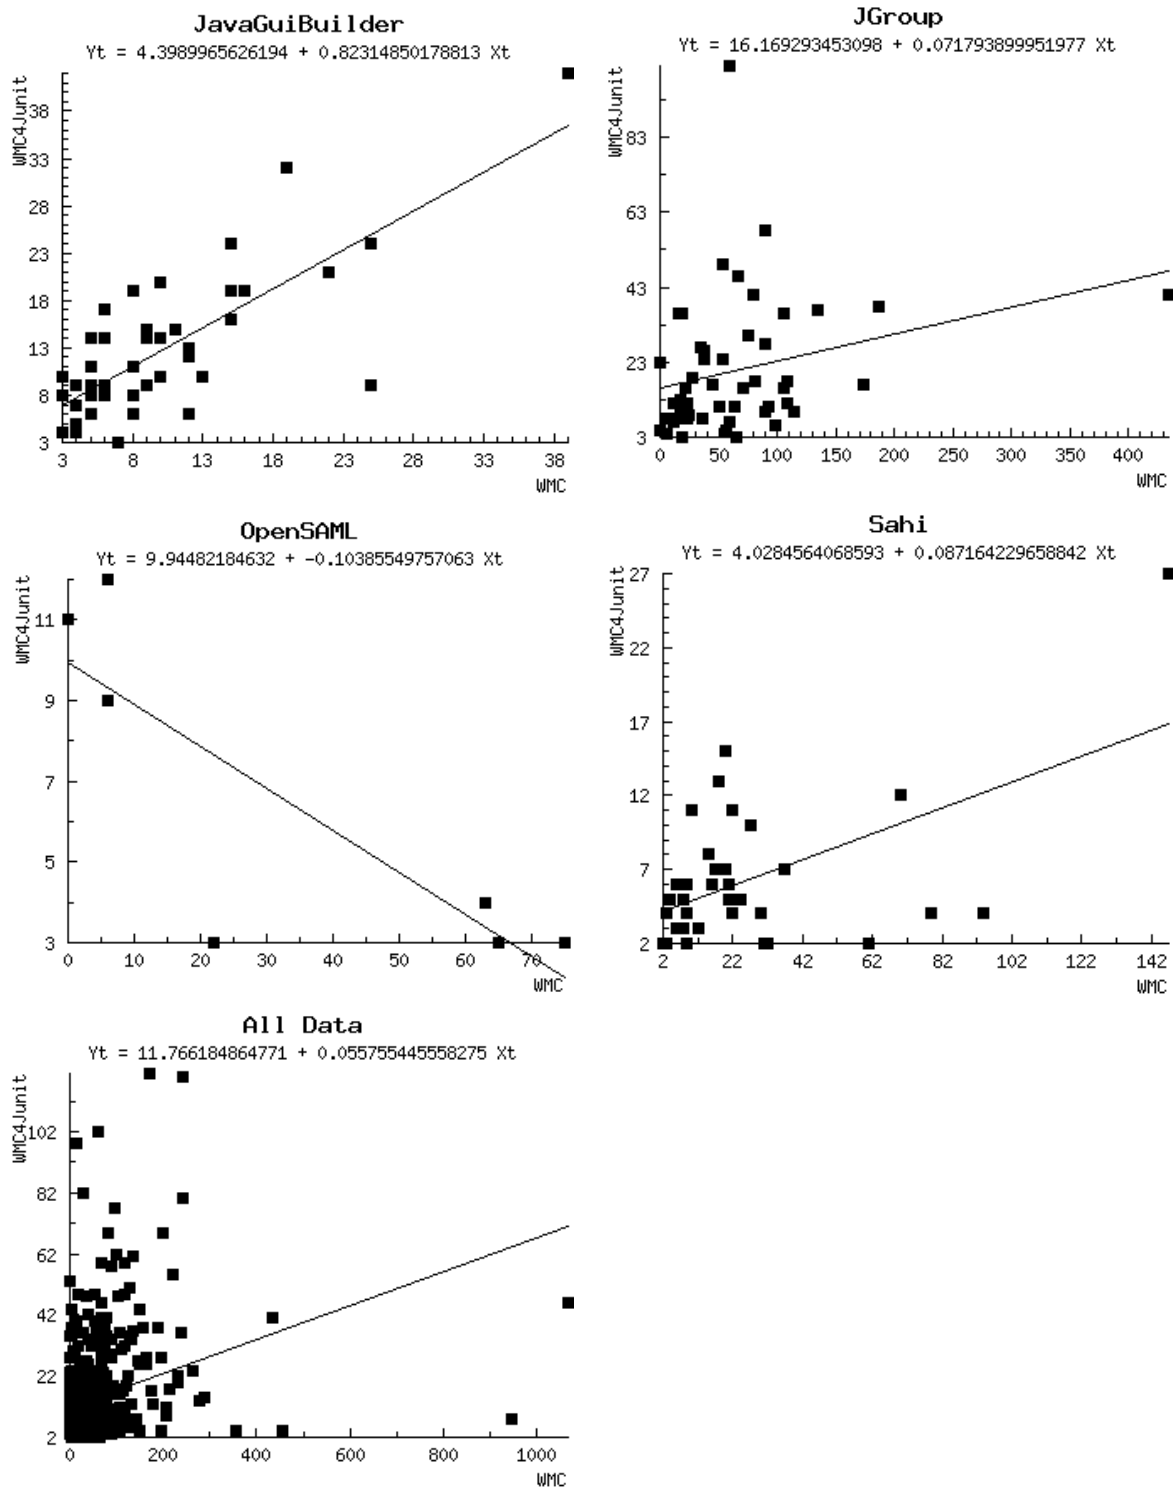 JavaGuiBuilder
Yt = 4.3989965626194 + 0.82314850178813 Xt
WMC4Junit
38
33
28
23
18
13
8
3
3 8 13 18 23 28 33 38
WMC
JGroup
Yt = 16.169293453098 + 0.071793899951977 Xt
WMC4Junit
83
63
43
23
3
0 50 100 150 200 250 300 350 400
WMC
OpenSAML
Yt = 9.94482184632 + -0.10385549757063 Xt
WMC4Junit
11
9
7
5
3
0 10 20 30 40 50 60 70
WMC
Sahi
Yt = 4.0284564068593 + 0.087164229658842 Xt
WMC4Junit
27
22
17
12
7
2
2 22 42 62 82 102 122 142
WMC
All Data
Yt = 11.766184864771 + 0.055755445558275 Xt
WMC4Junit
102
82
62
42
22
2
0 200 400 600 800 1000
WMC